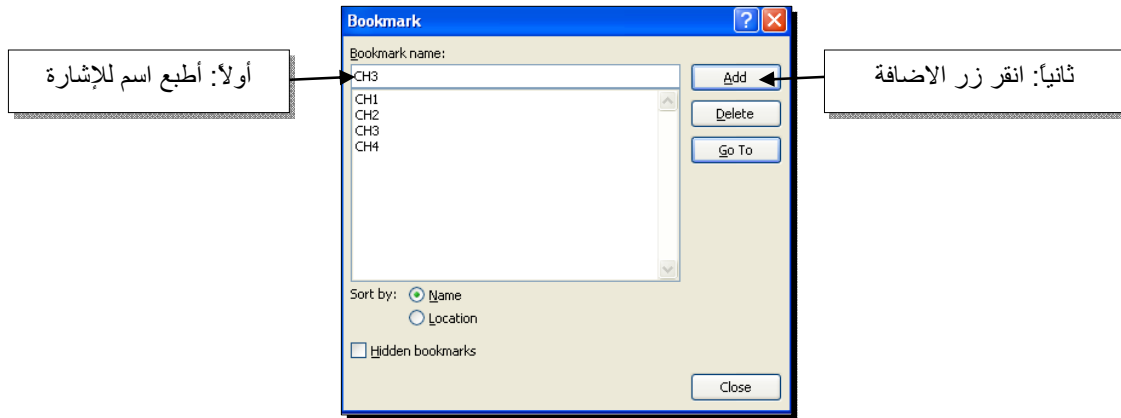 Bookmark
Bookmark name:
أولاً: أطبع اسم للإشارة
CH3
Add
ثانياً: انقر زر الاضافة
CH1
CH2
CH3
CH4
Delete
Go To
Sort by:
Name
Location
Hidden bookmarks
Close